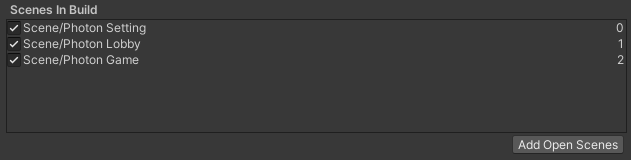 Scenes In Build
Scene/Photon Setting 0
Scene/Photon Lobby 1
Scene/Photon Game 2
Add Open Scenes